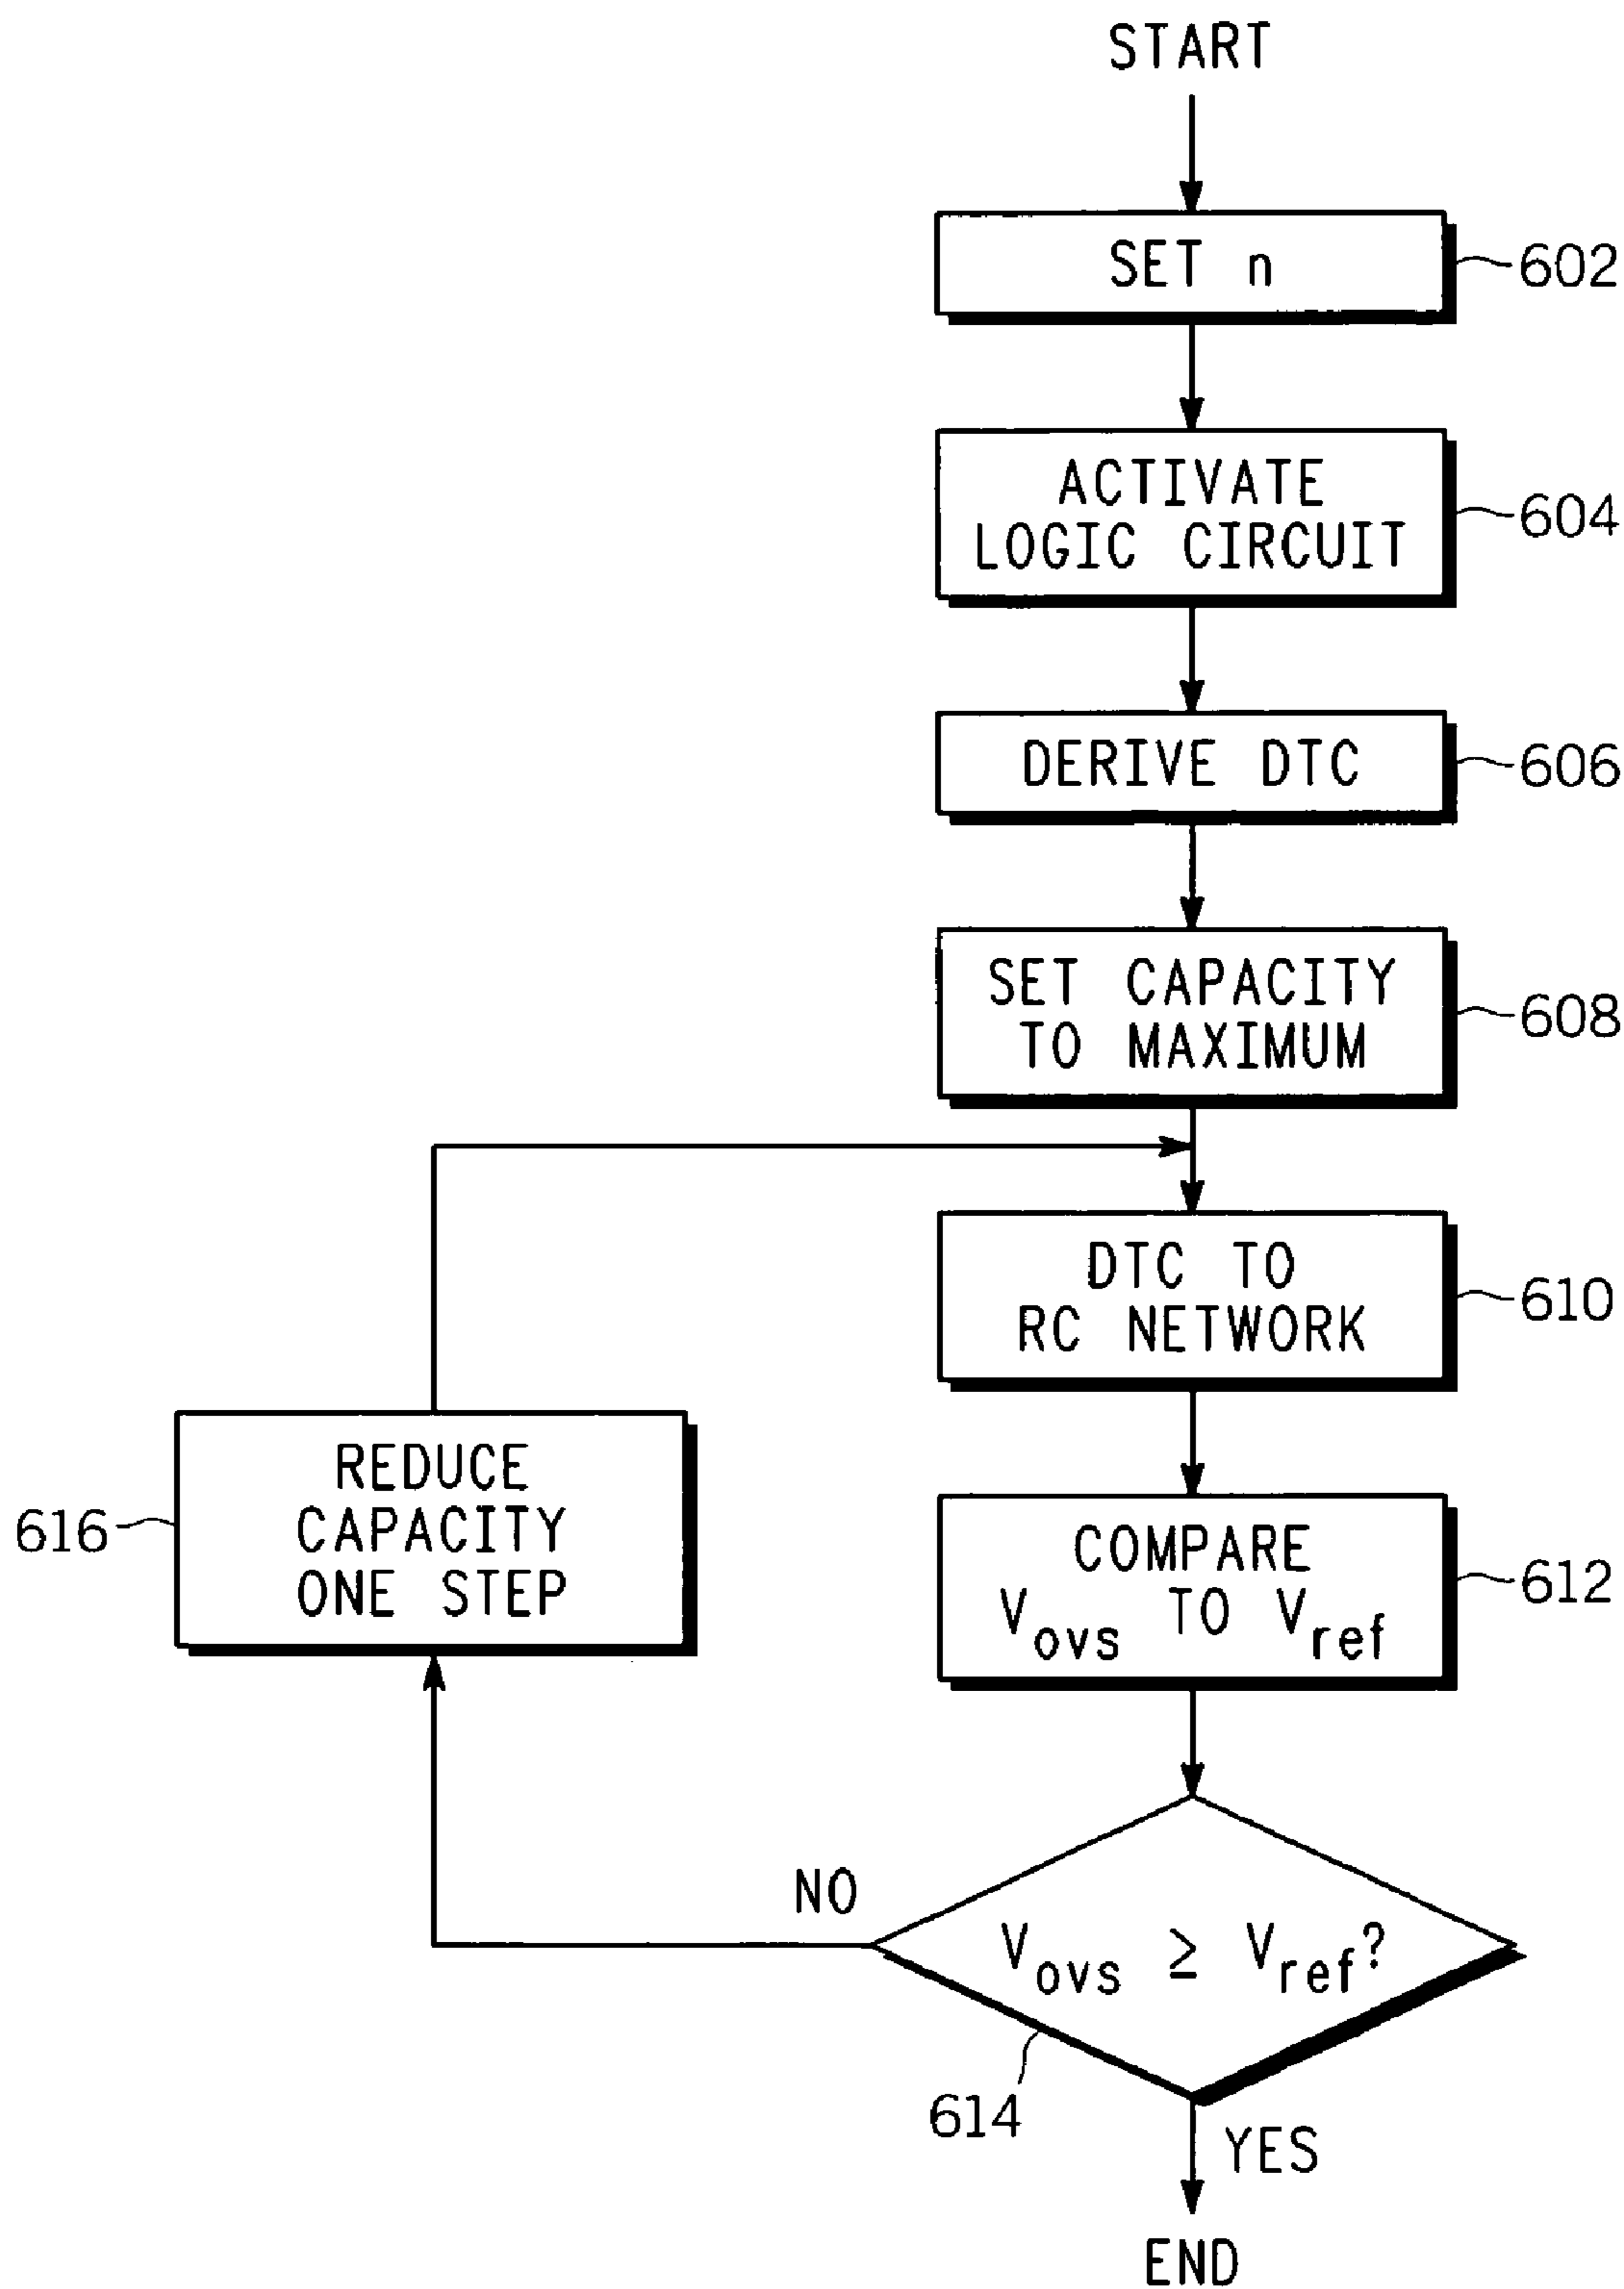 START
SET n
602
ACTIVATE
LOGIC CIRCUIT
604
DERIVE DTC
606
SET CAPACITY
TO MAXIMUM
608
DTC TO
RC NETWORK
610
REDUCE
CAPACITY
ONE STEP
616
COMPARE
Vovs TO Vref
612
NO
Vovs ≥ Vref?
614
YES
END